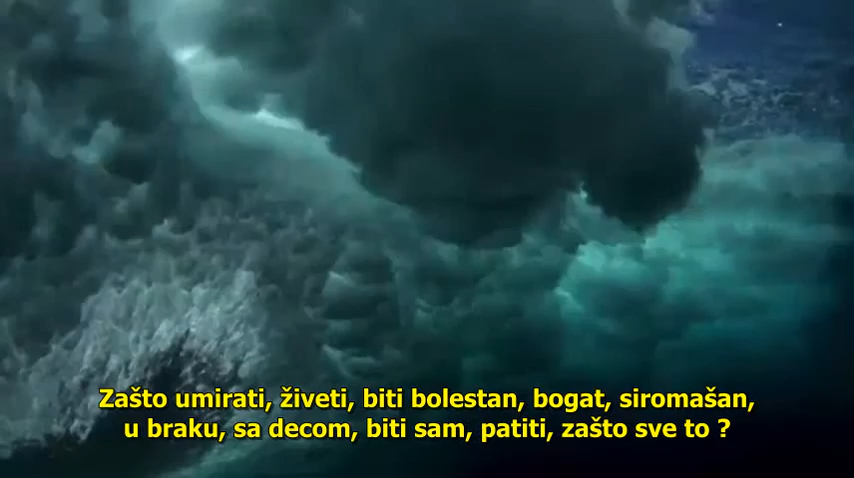 Zašto umirati, živeti, biti bolestan, bogat, siromašan,
u braku, sa decom, biti sam, patiti, zašto sve to ?